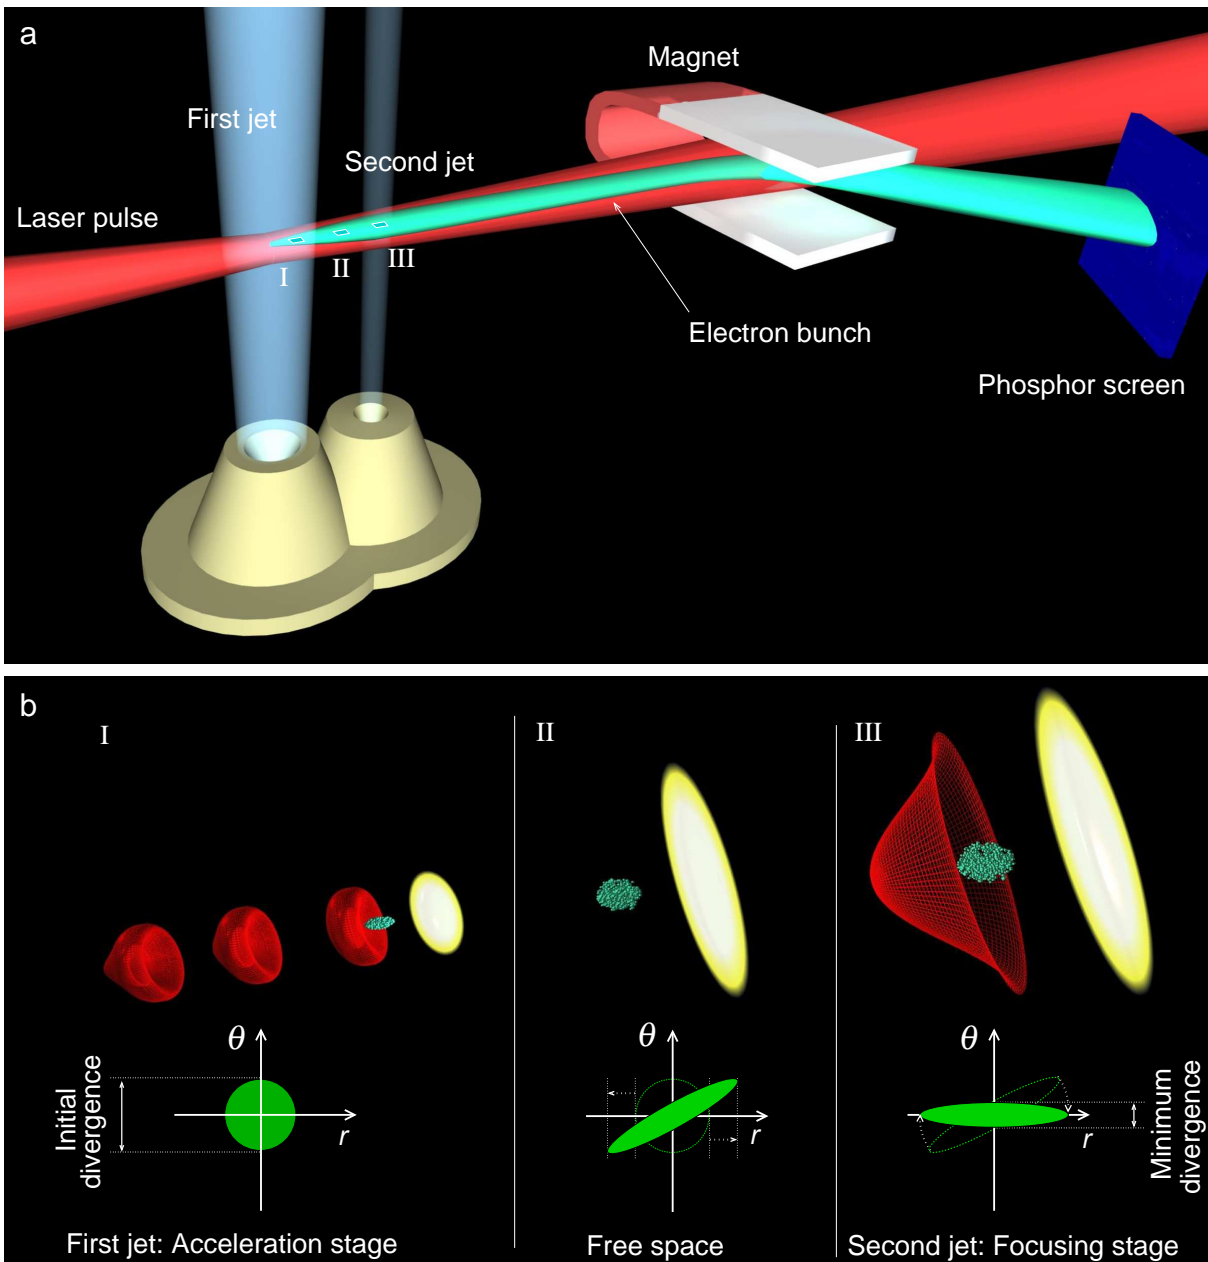 a
Magnet
First jet
Second jet
Laser pulse
I
II
III
Electron bunch
Phosphor screen
b
I
II
III
θ
r
Initial
divergence
θ
r
θ
r
Minimum
divergence
First jet: Acceleration stage
Free space
Second jet: Focusing stage